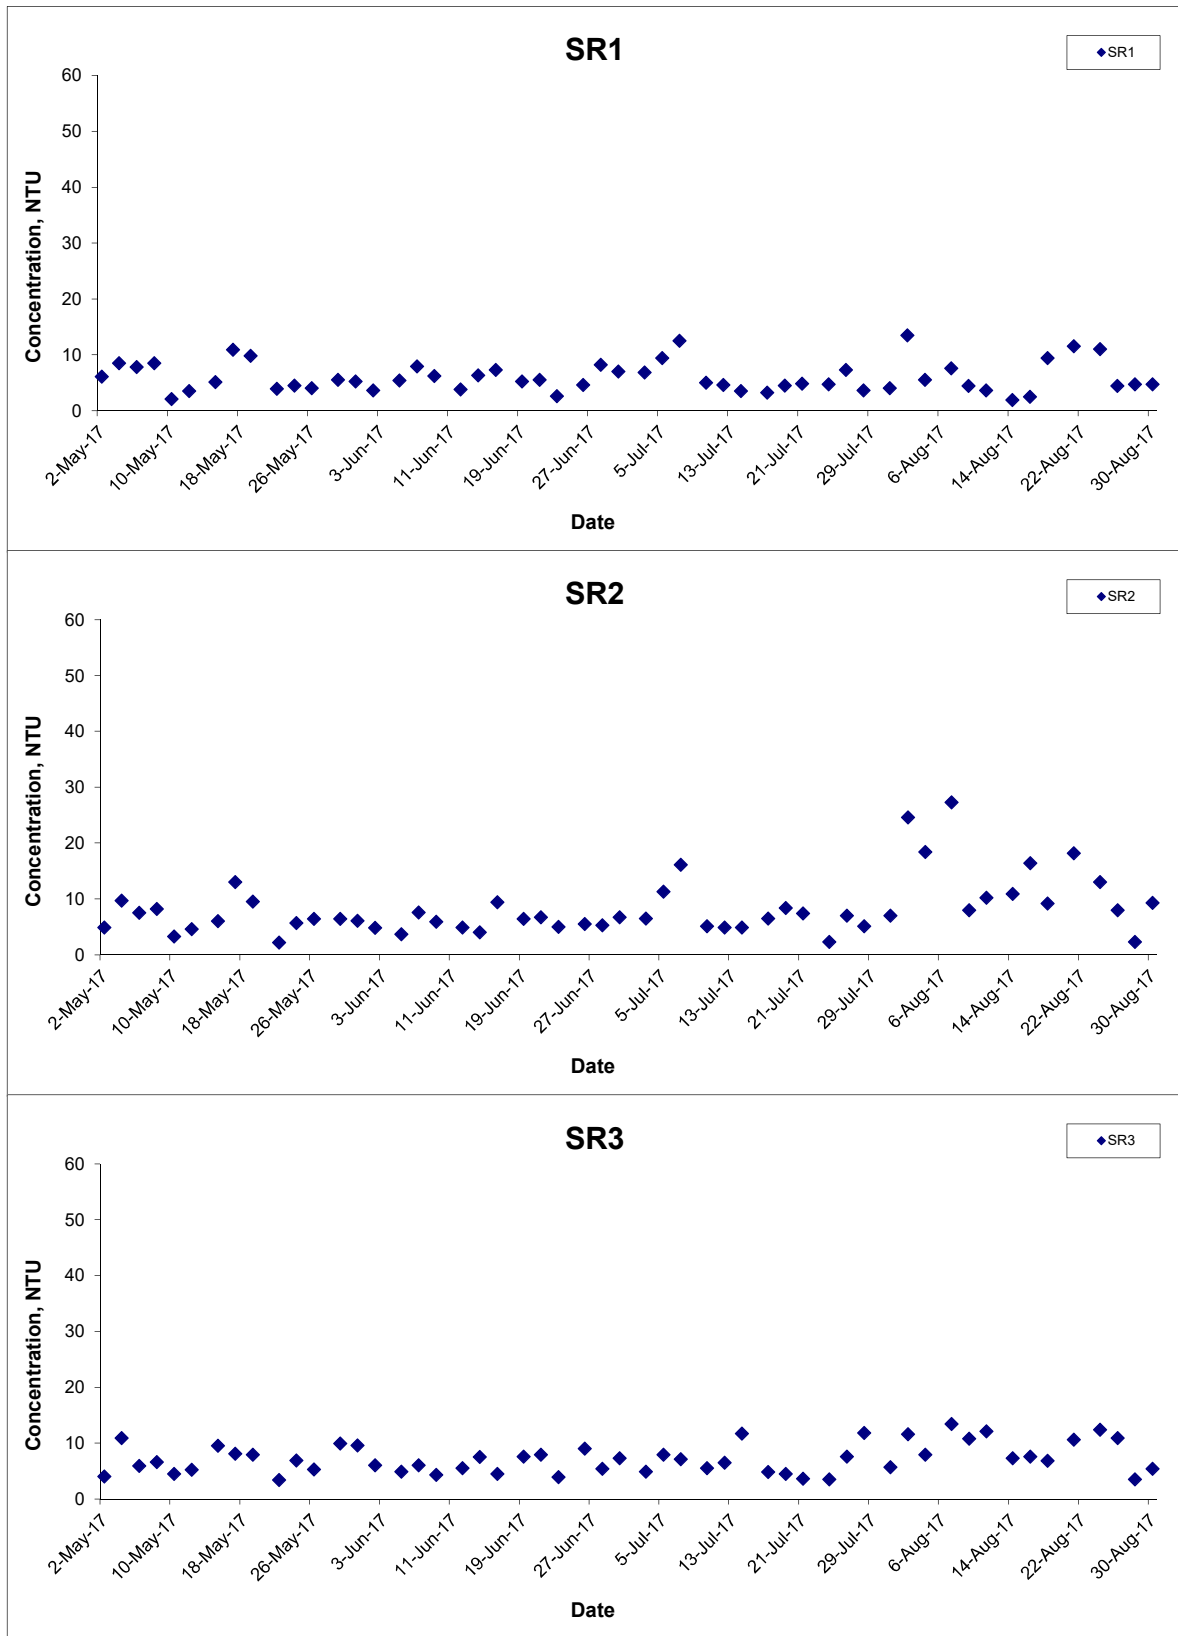 SR1
SR1
60
50
40
30
20
10
0
Concentration, NTU
2-May-17
10-May-17
18-May-17
26-May-17
3-Jun-17
11-Jun-17
19-Jun-17
27-Jun-17
5-Jul-17
13-Jul-17
21-Jul-17
29-Jul-17
6-Aug-17
14-Aug-17
22-Aug-17
30-Aug-17
Date
SR2
SR2
60
50
40
30
20
10
0
Concentration, NTU
2-May-17
10-May-17
18-May-17
26-May-17
3-Jun-17
11-Jun-17
19-Jun-17
27-Jun-17
5-Jul-17
13-Jul-17
21-Jul-17
29-Jul-17
6-Aug-17
14-Aug-17
22-Aug-17
30-Aug-17
Date
SR3
SR3
60
50
40
30
20
10
0
Concentration, NTU
2-May-17
10-May-17
18-May-17
26-May-17
3-Jun-17
11-Jun-17
19-Jun-17
27-Jun-17
5-Jul-17
13-Jul-17
21-Jul-17
29-Jul-17
6-Aug-17
14-Aug-17
22-Aug-17
30-Aug-17
Date